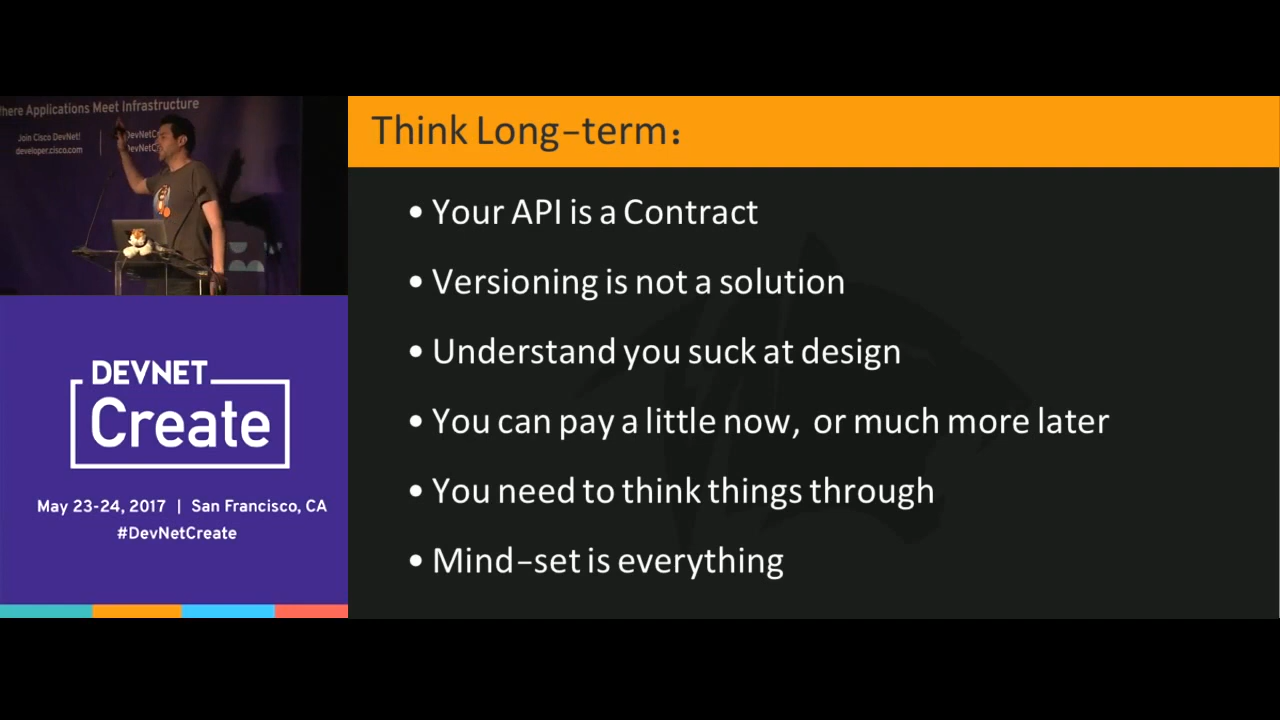 here Applications Meet Infrastructure
Join Cisco DevNet!
developer.cisco.com
DevNetC
DevNetC
DEVNET
Create
May 23-24, 2017 | San Francisco, CA
#DevNetCreate
Think Long-term:
• Your API is a Contract
• Versioning is not a solution
• Understand you suck at design
• You can pay a little now, or much more later
• You need to think things through
• Mind-set is everything